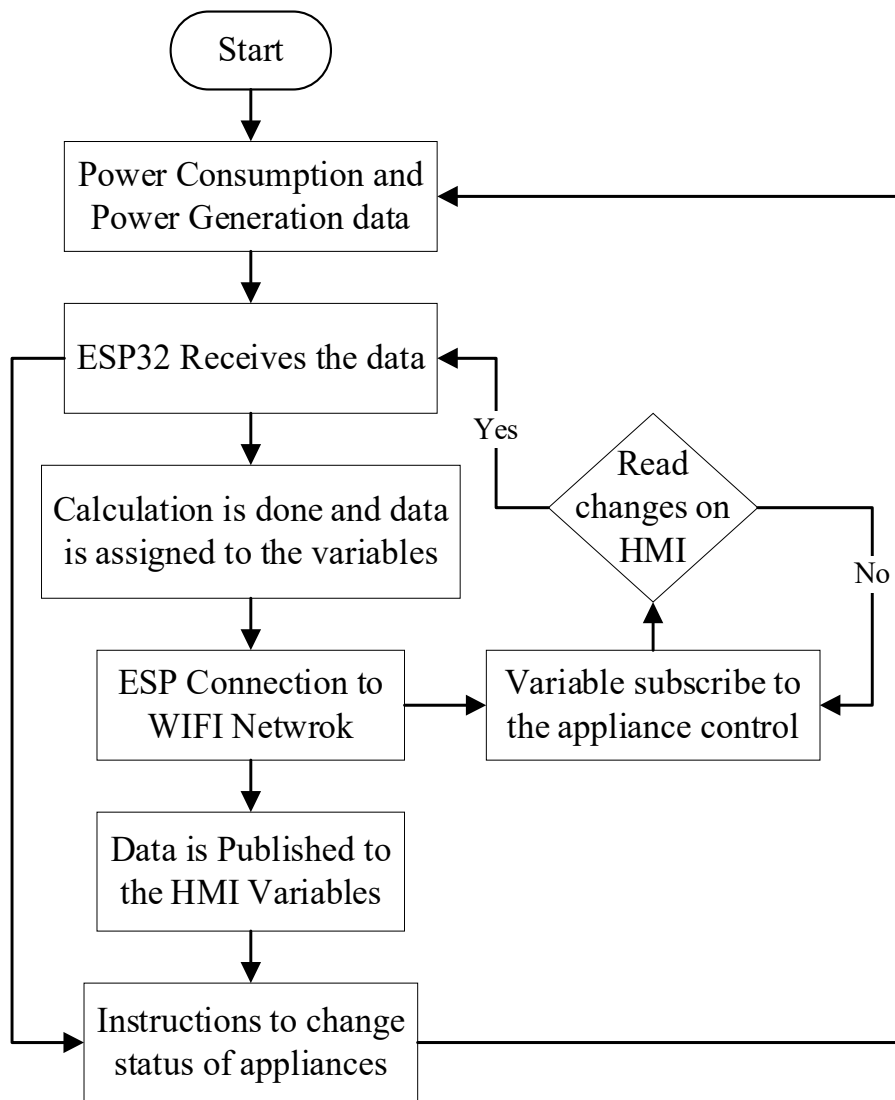 Start
Power Consumption and
Power Generation data
ESP32 Receives the data
Yes
Read
changes on
HMI
Calculation is done and data
is assigned to the variables
No
ESP Connection to
WIFI Netwrok
Variable subscribe to
the appliance control
Data is Published to
the HMI Variables
Instructions to change
status of appliances